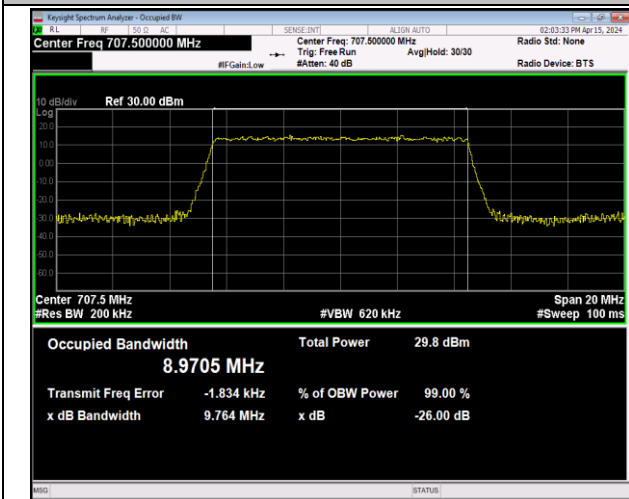 Keysight Spectrum Analyzer - Occupied BW
RL RF 50 Ω AC SENSE:INT ALIGN AUTO 02:03:33 PM Apr 15, 2024
Center Freq 707.500000 MHz Center Freq: 707.500000 MHz Radio Std: None
Trig: Free Run Avg|Hold: 30/30
#IFGain:Low #Atten: 40 dB Radio Device: BTS
10 dB/div Ref 30.00 dBm
Log
20.0
10.0
0.00
-10.0
-20.0
-30.0
-40.0
-50.0
-60.0
Center 707.5 MHz Span 20 MHz
#Res BW 200 kHz #VBW 620 kHz #Sweep 100 ms
Occupied Bandwidth Total Power 29.8 dBm
8.9705 MHz
Transmit Freq Error -1.834 kHz % of OBW Power 99.00 %
x dB Bandwidth 9.764 MHz x dB -26.00 dB
MSG STATUS